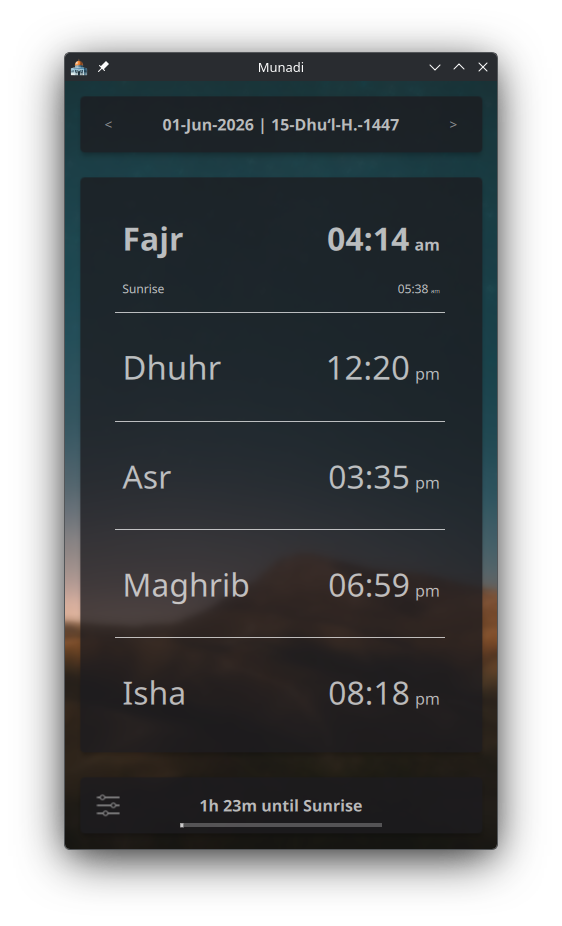 Munadi
< 01-Jun-2026 | 15-Dhu‘l-H.-1447 >
Fajr 04:14 am
Sunrise 05:38 am
Dhuhr 12:20 pm
Asr 03:35 pm
Maghrib 06:59 pm
Isha 08:18 pm
1h 23m until Sunrise